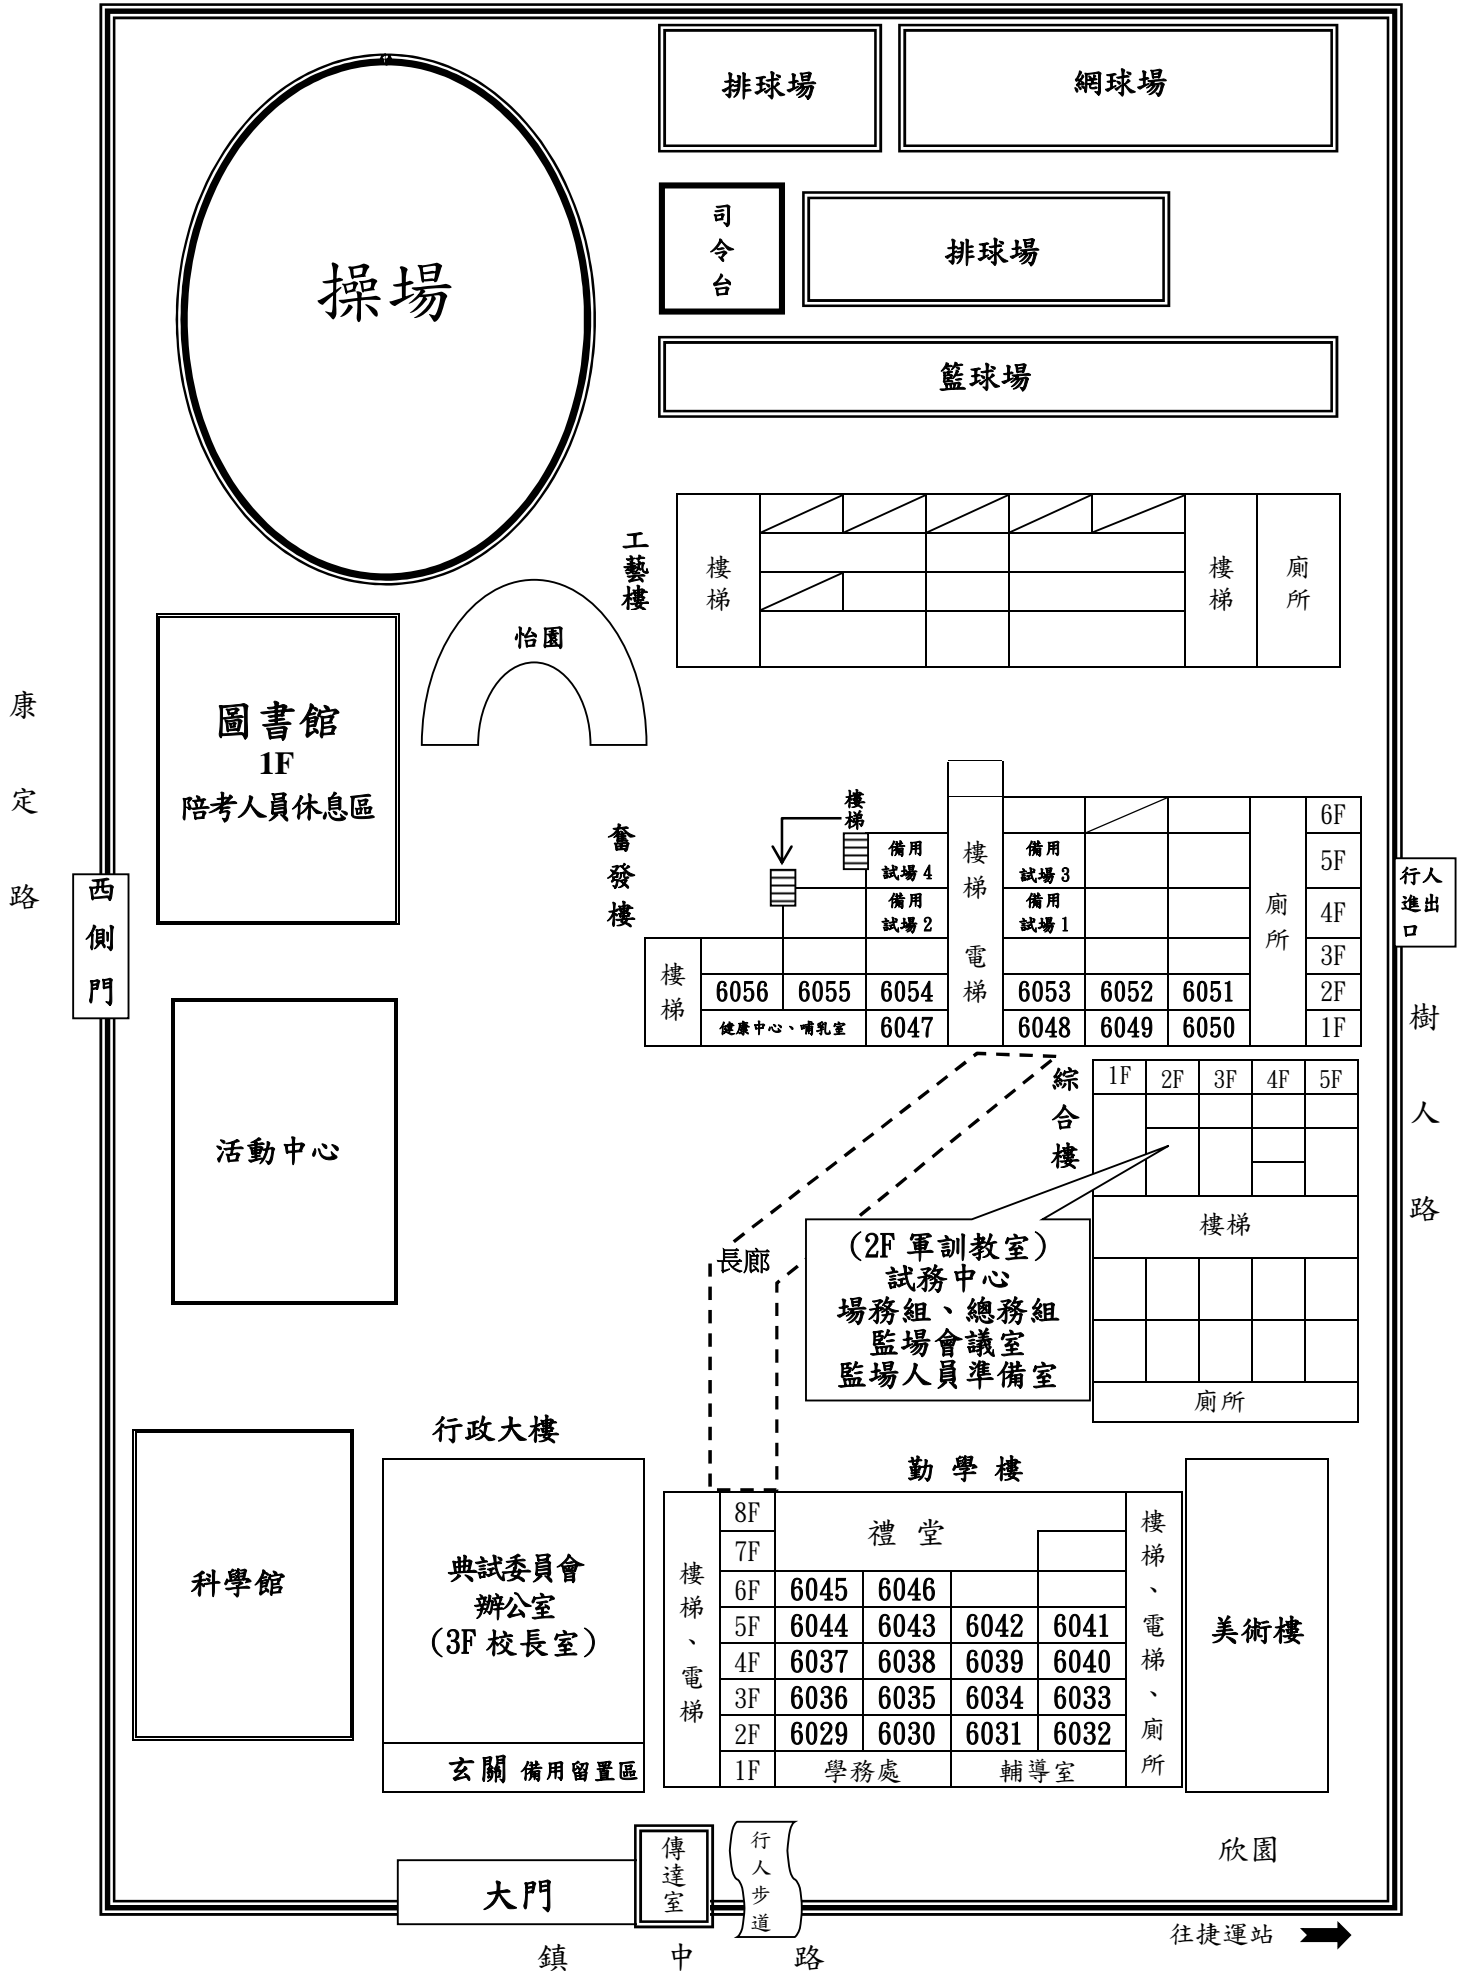 排球場
網球場
司令台
排球場
操場
籃球場
工藝樓
樓梯
樓梯
廁所
怡園
圖書館
1F
陪考人員休息區
康定路
西側門
奮發樓
樓梯
備用
試場 4
備用
試場 2
樓梯
電梯
備用
試場 3
備用
試場 1
廁所
6F
5F
4F
3F
2F
1F
樓梯
6056 6055 6054 6053 6052 6051
健康中心、哺乳室 6047 6048 6049 6050
行人
進出
口
樹人路
綜合樓
1F 2F 3F 4F 5F
樓梯
廁所
活動中心
長廊
(2F 軍訓教室)
試務中心
場務組、總務組
監場會議室
監場人員準備室
行政大樓
科學館
典試委員會
辦公室
(3F 校長室)
玄關 備用留置區
勤學樓
樓梯、電梯
8F
禮堂
7F
6F 6045 6046
5F 6044 6043 6042 6041
4F 6037 6038 6039 6040
3F 6036 6035 6034 6033
2F 6029 6030 6031 6032
1F 學務處 輔導室
樓梯、電梯、廁所
美術樓
欣園
大門
傳達室
行人步道
往捷運站
鎮中路